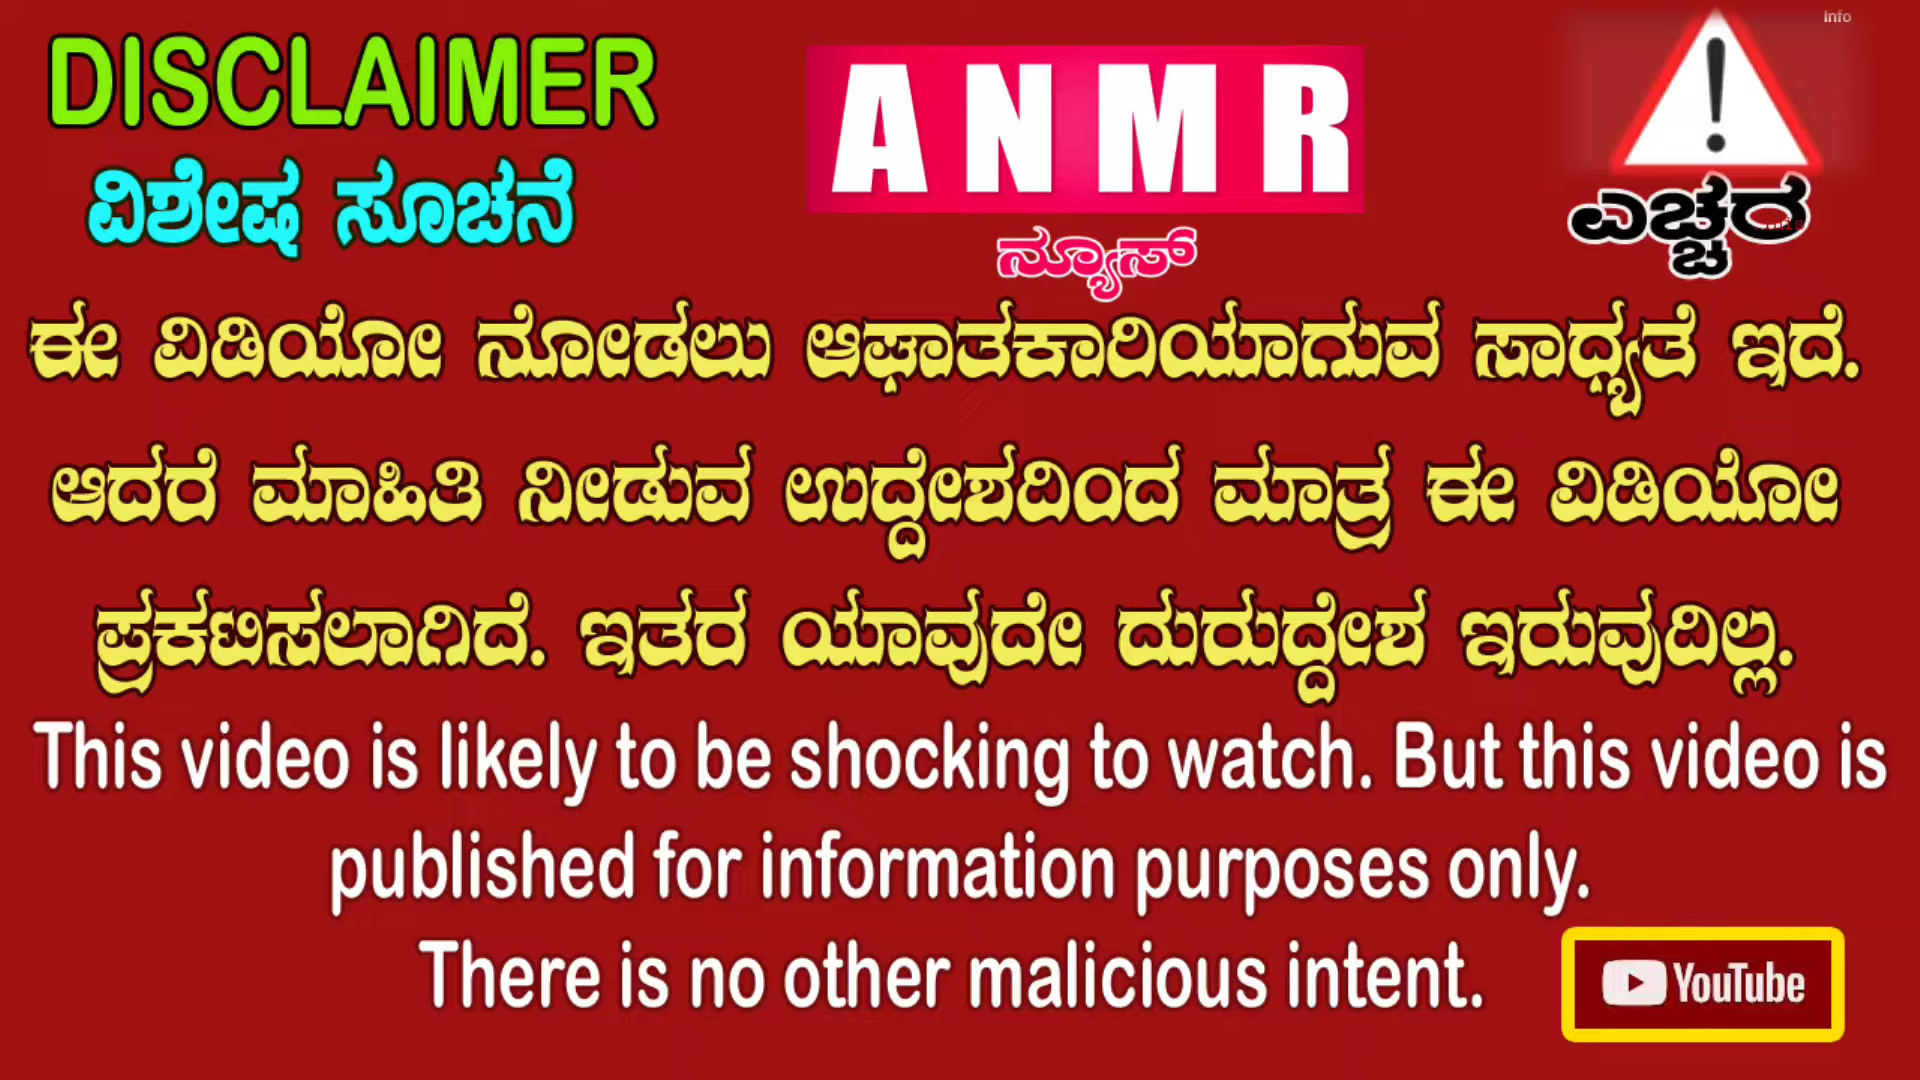 Info
DISCLAIMER
ವಿಶೇಷ ಸೂಚನೆ
ANMR
ನ್ಯೂಸ್
ಎಚ್ಚರ
ಈ ವಿಡಿಯೋ ನೋಡಲು ಆಘಾತಕಾರಿಯಾಗುವ ಸಾಧ್ಯತೆ ಇದೆ.
ಆದರೆ ಮಾಹಿತಿ ನೀಡುವ ಉದ್ದೇಶದಿಂದ ಮಾತ್ರ ಈ ವಿಡಿಯೋ
ಪ್ರಕಟಿಸಲಾಗಿದೆ. ಇತರ ಯಾವುದೇ ದುರುದ್ದೇಶ ಇರುವುದಿಲ್ಲ.
This video is likely to be shocking to watch. But this video is
published for information purposes only.
There is no other malicious intent.
YouTube